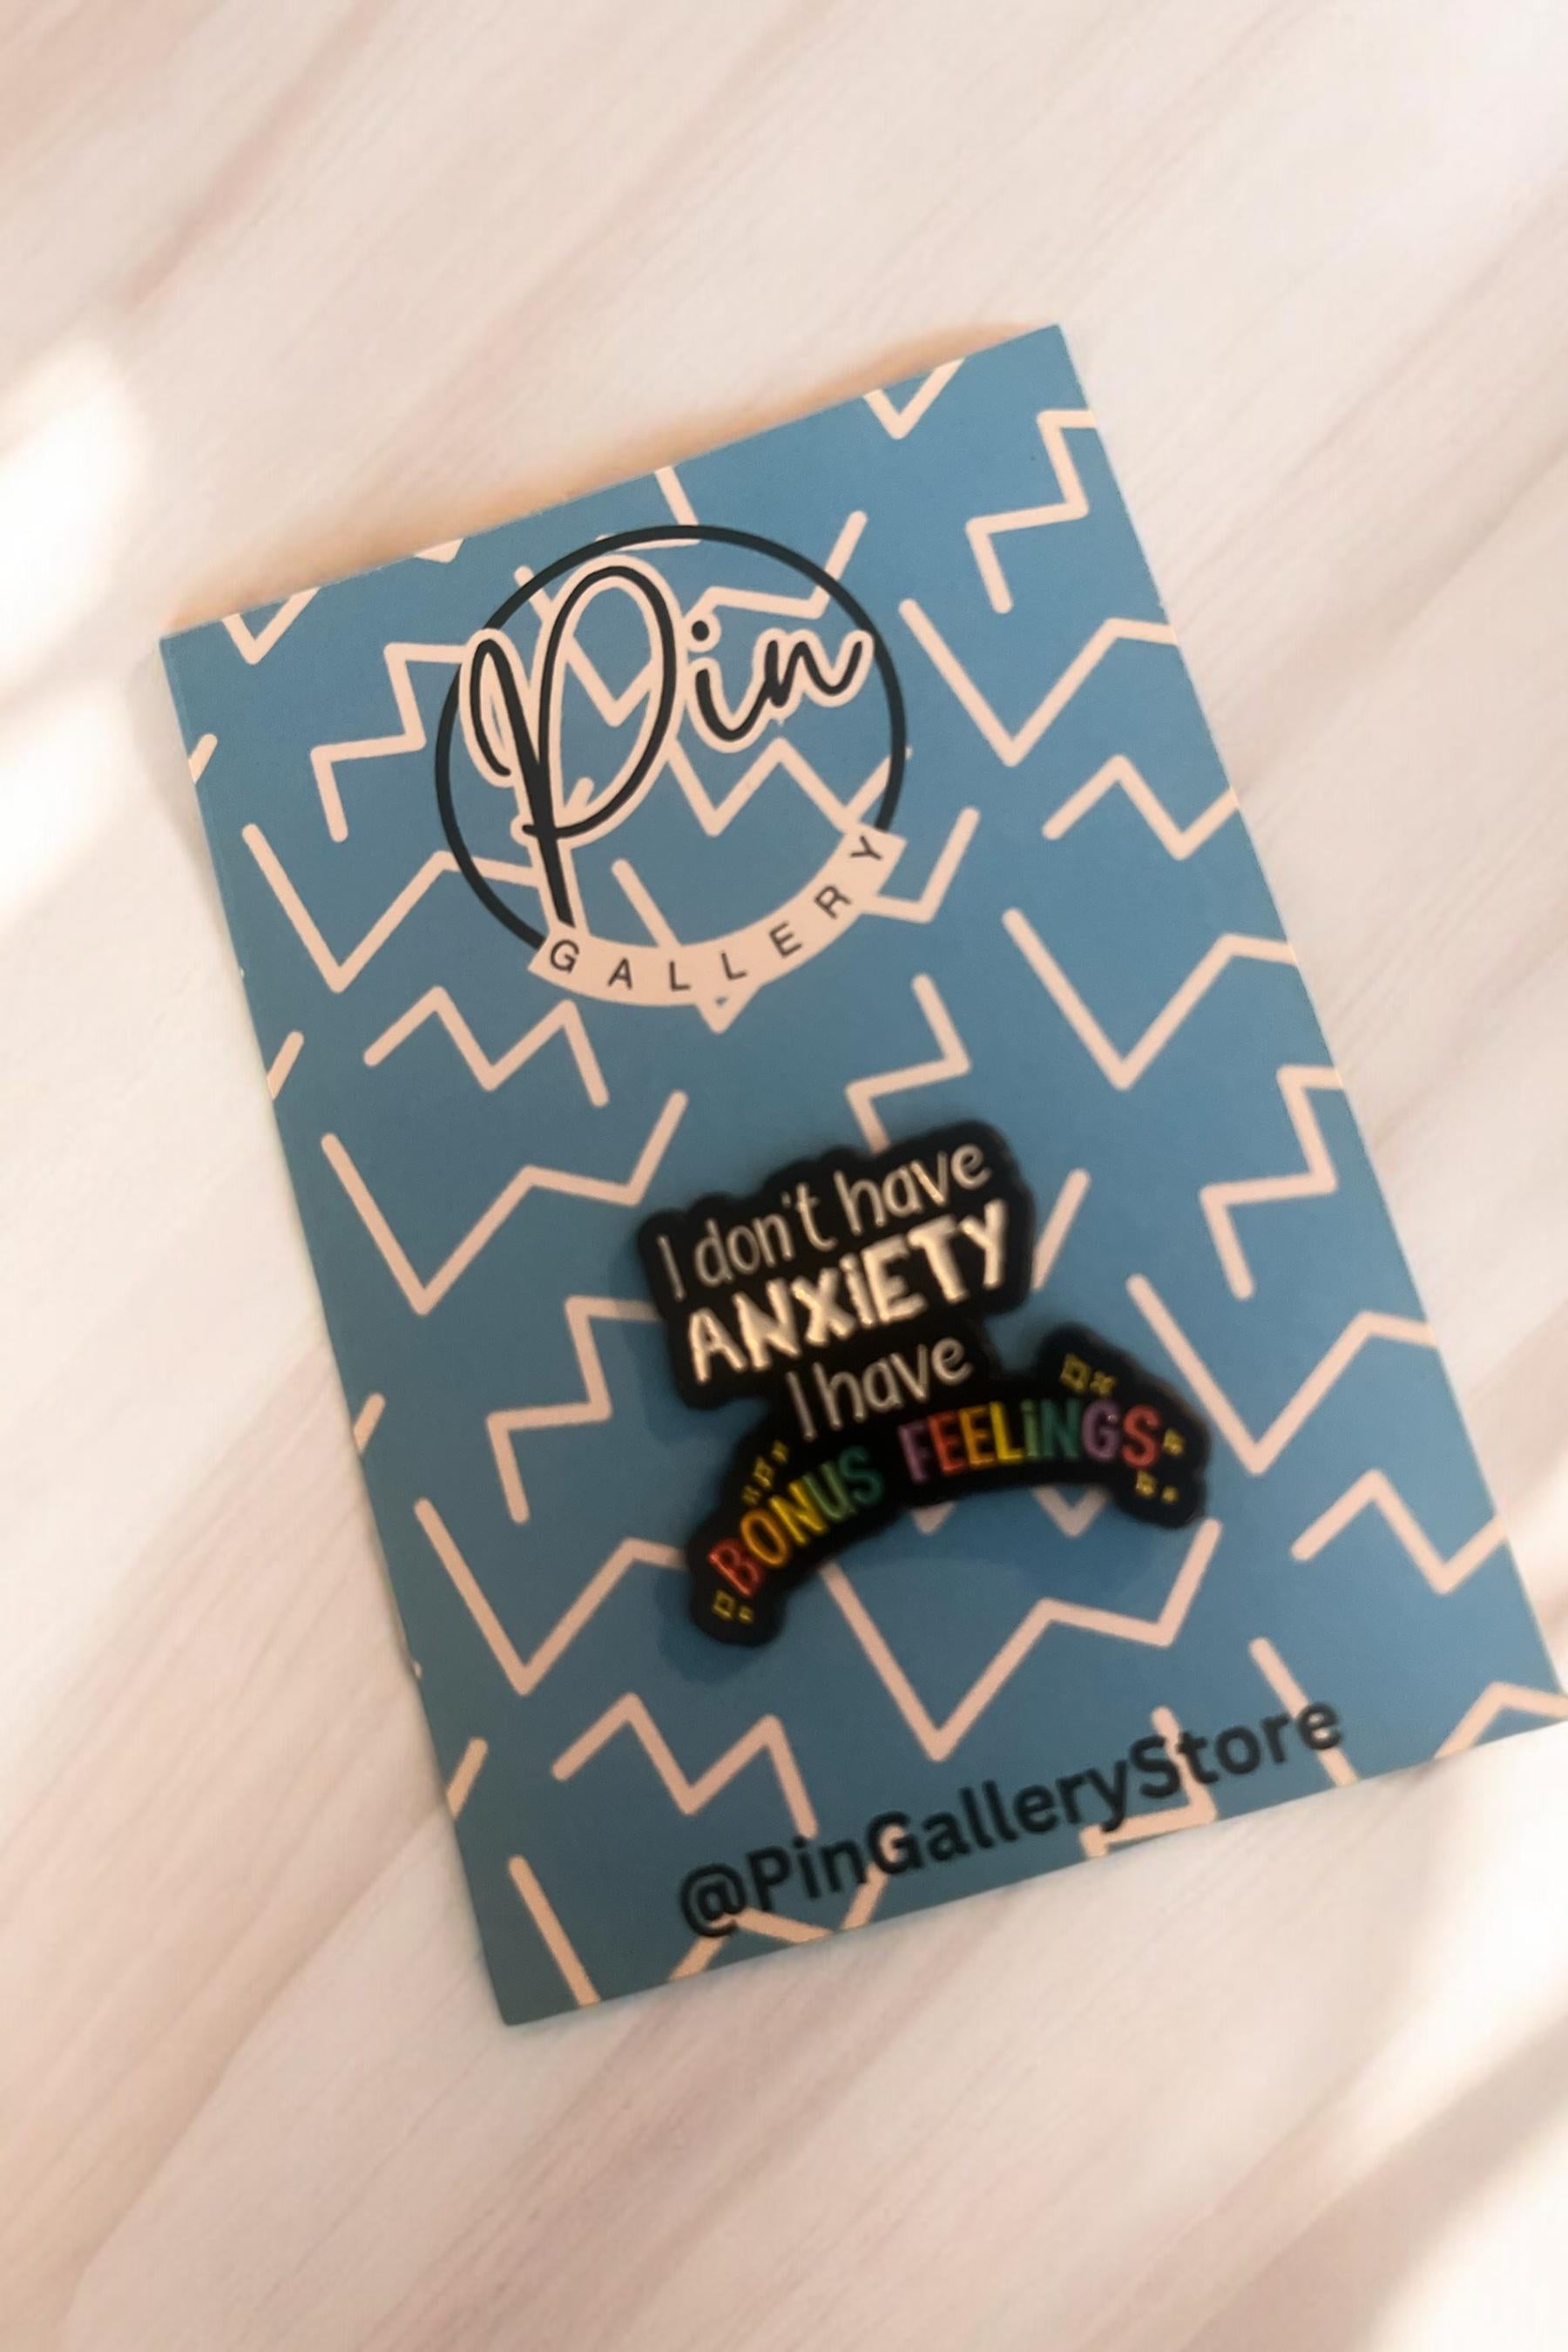 Pin
GALLERY
I don't have
ANXiETY
I have
BONUS FEELiNGS
@PinGalleryStore